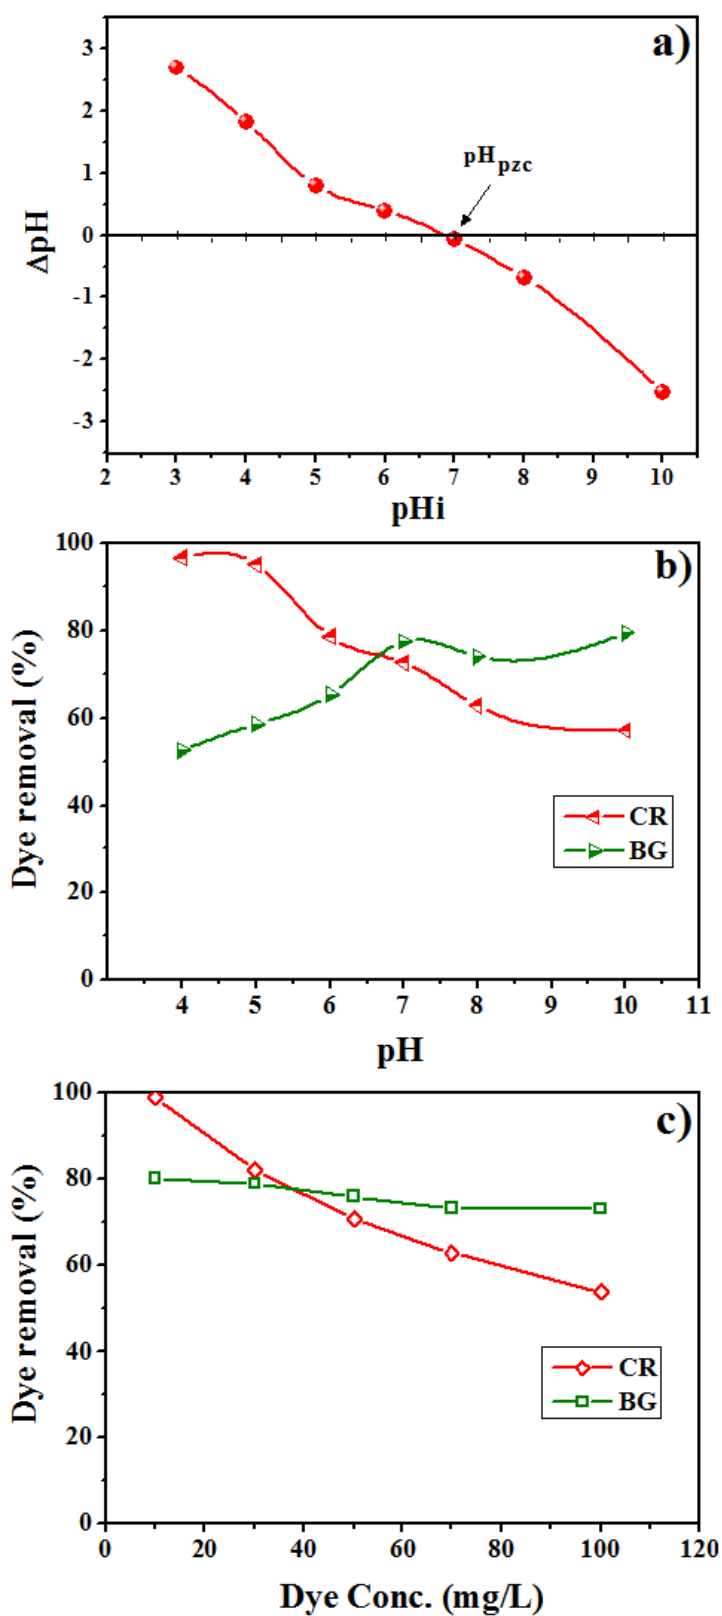 a)
3
2
1
0
-1
-2
-3
ΔpH
pH pzc
2 3 4 5 6 7 8 9 10
pHi
b)
100
80
60
40
20
0
Dye removal (%)
CR
BG
4 5 6 7 8 9 10 11
pH
c)
100
80
60
40
20
0
Dye removal (%)
CR
BG
0 20 40 60 80 100 120
Dye Conc. (mg/L)